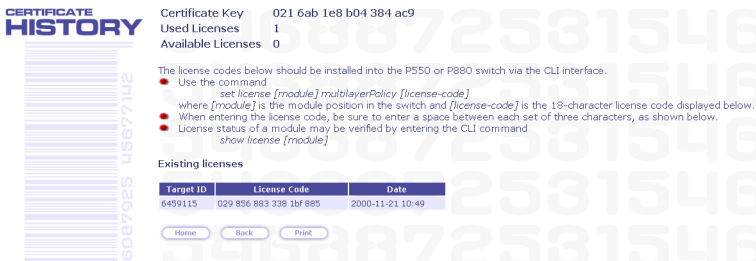 CERTIFICATE
HISTORY
Certificate Key 021 6ab 1e8 b04 384 ac9
Used Licenses 1
Available Licenses 0
The license codes below should be installed into the P550 or P880 switch via the CLI interface.
Use the command
set license [module] multilayerPolicy [license-code]
where [module] is the module position in the switch and [license-code] is the 18-character license code displayed below.
When entering the license code, be sure to enter a space between each set of three characters, as shown below.
License status of a module may be verified by entering the CLI command
show license [module]
Existing licenses
Target ID License Code Date
6459115 029 856 883 338 1bf 885 2000-11-21 10:49
Home Back Print
6087925 45677142